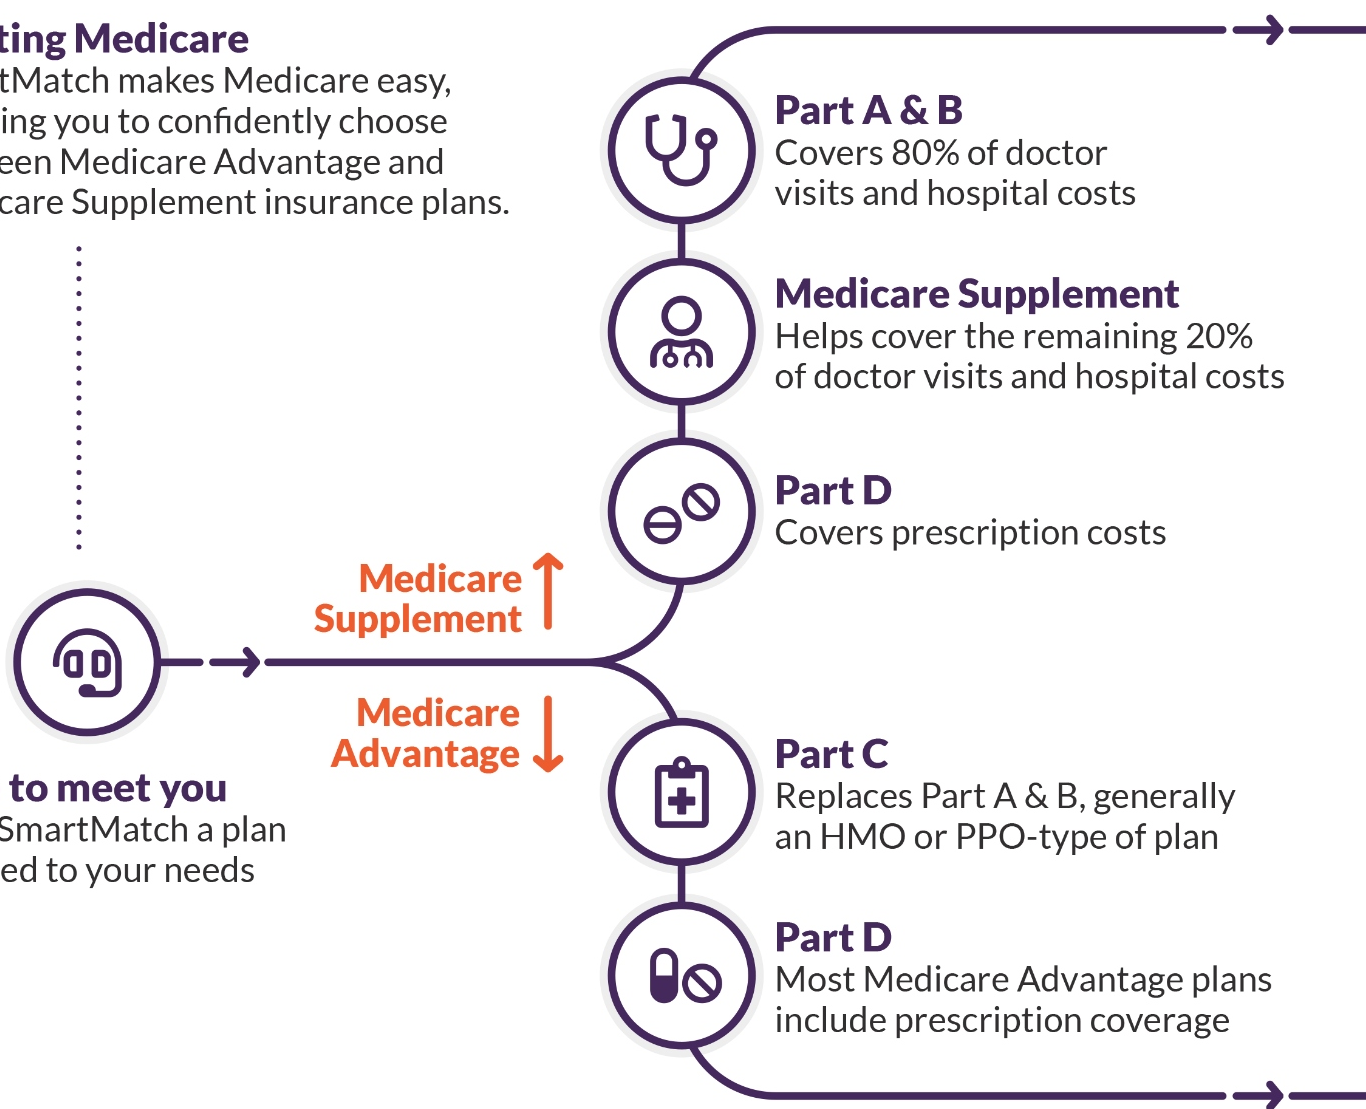 ting Medicare
tMatch makes Medicare easy,
ing you to confidently choose
een Medicare Advantage and
care Supplement insurance plans.
to meet you
SmartMatch a plan
ed to your needs
Medicare
Supplement
Medicare
Advantage
Part A & B
Covers 80% of doctor
visits and hospital costs
Medicare Supplement
Helps cover the remaining 20%
of doctor visits and hospital costs
Part D
Covers prescription costs
Part C
Replaces Part A & B, generally
an HMO or PPO-type of plan
Part D
Most Medicare Advantage plans
include prescription coverage